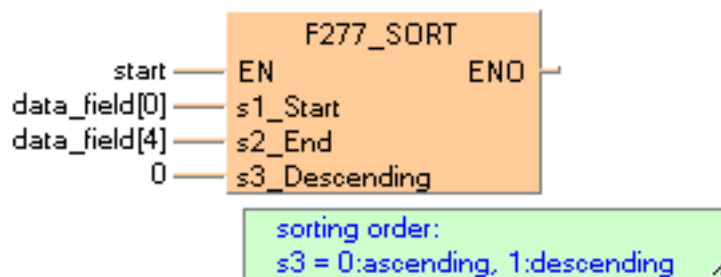 F277_SORT
start EN ENO
data_field[0] s1_Start
data_field[4] s2_End
0 s3_Descending
sorting order:
s3 = 0:ascending, 1:descending